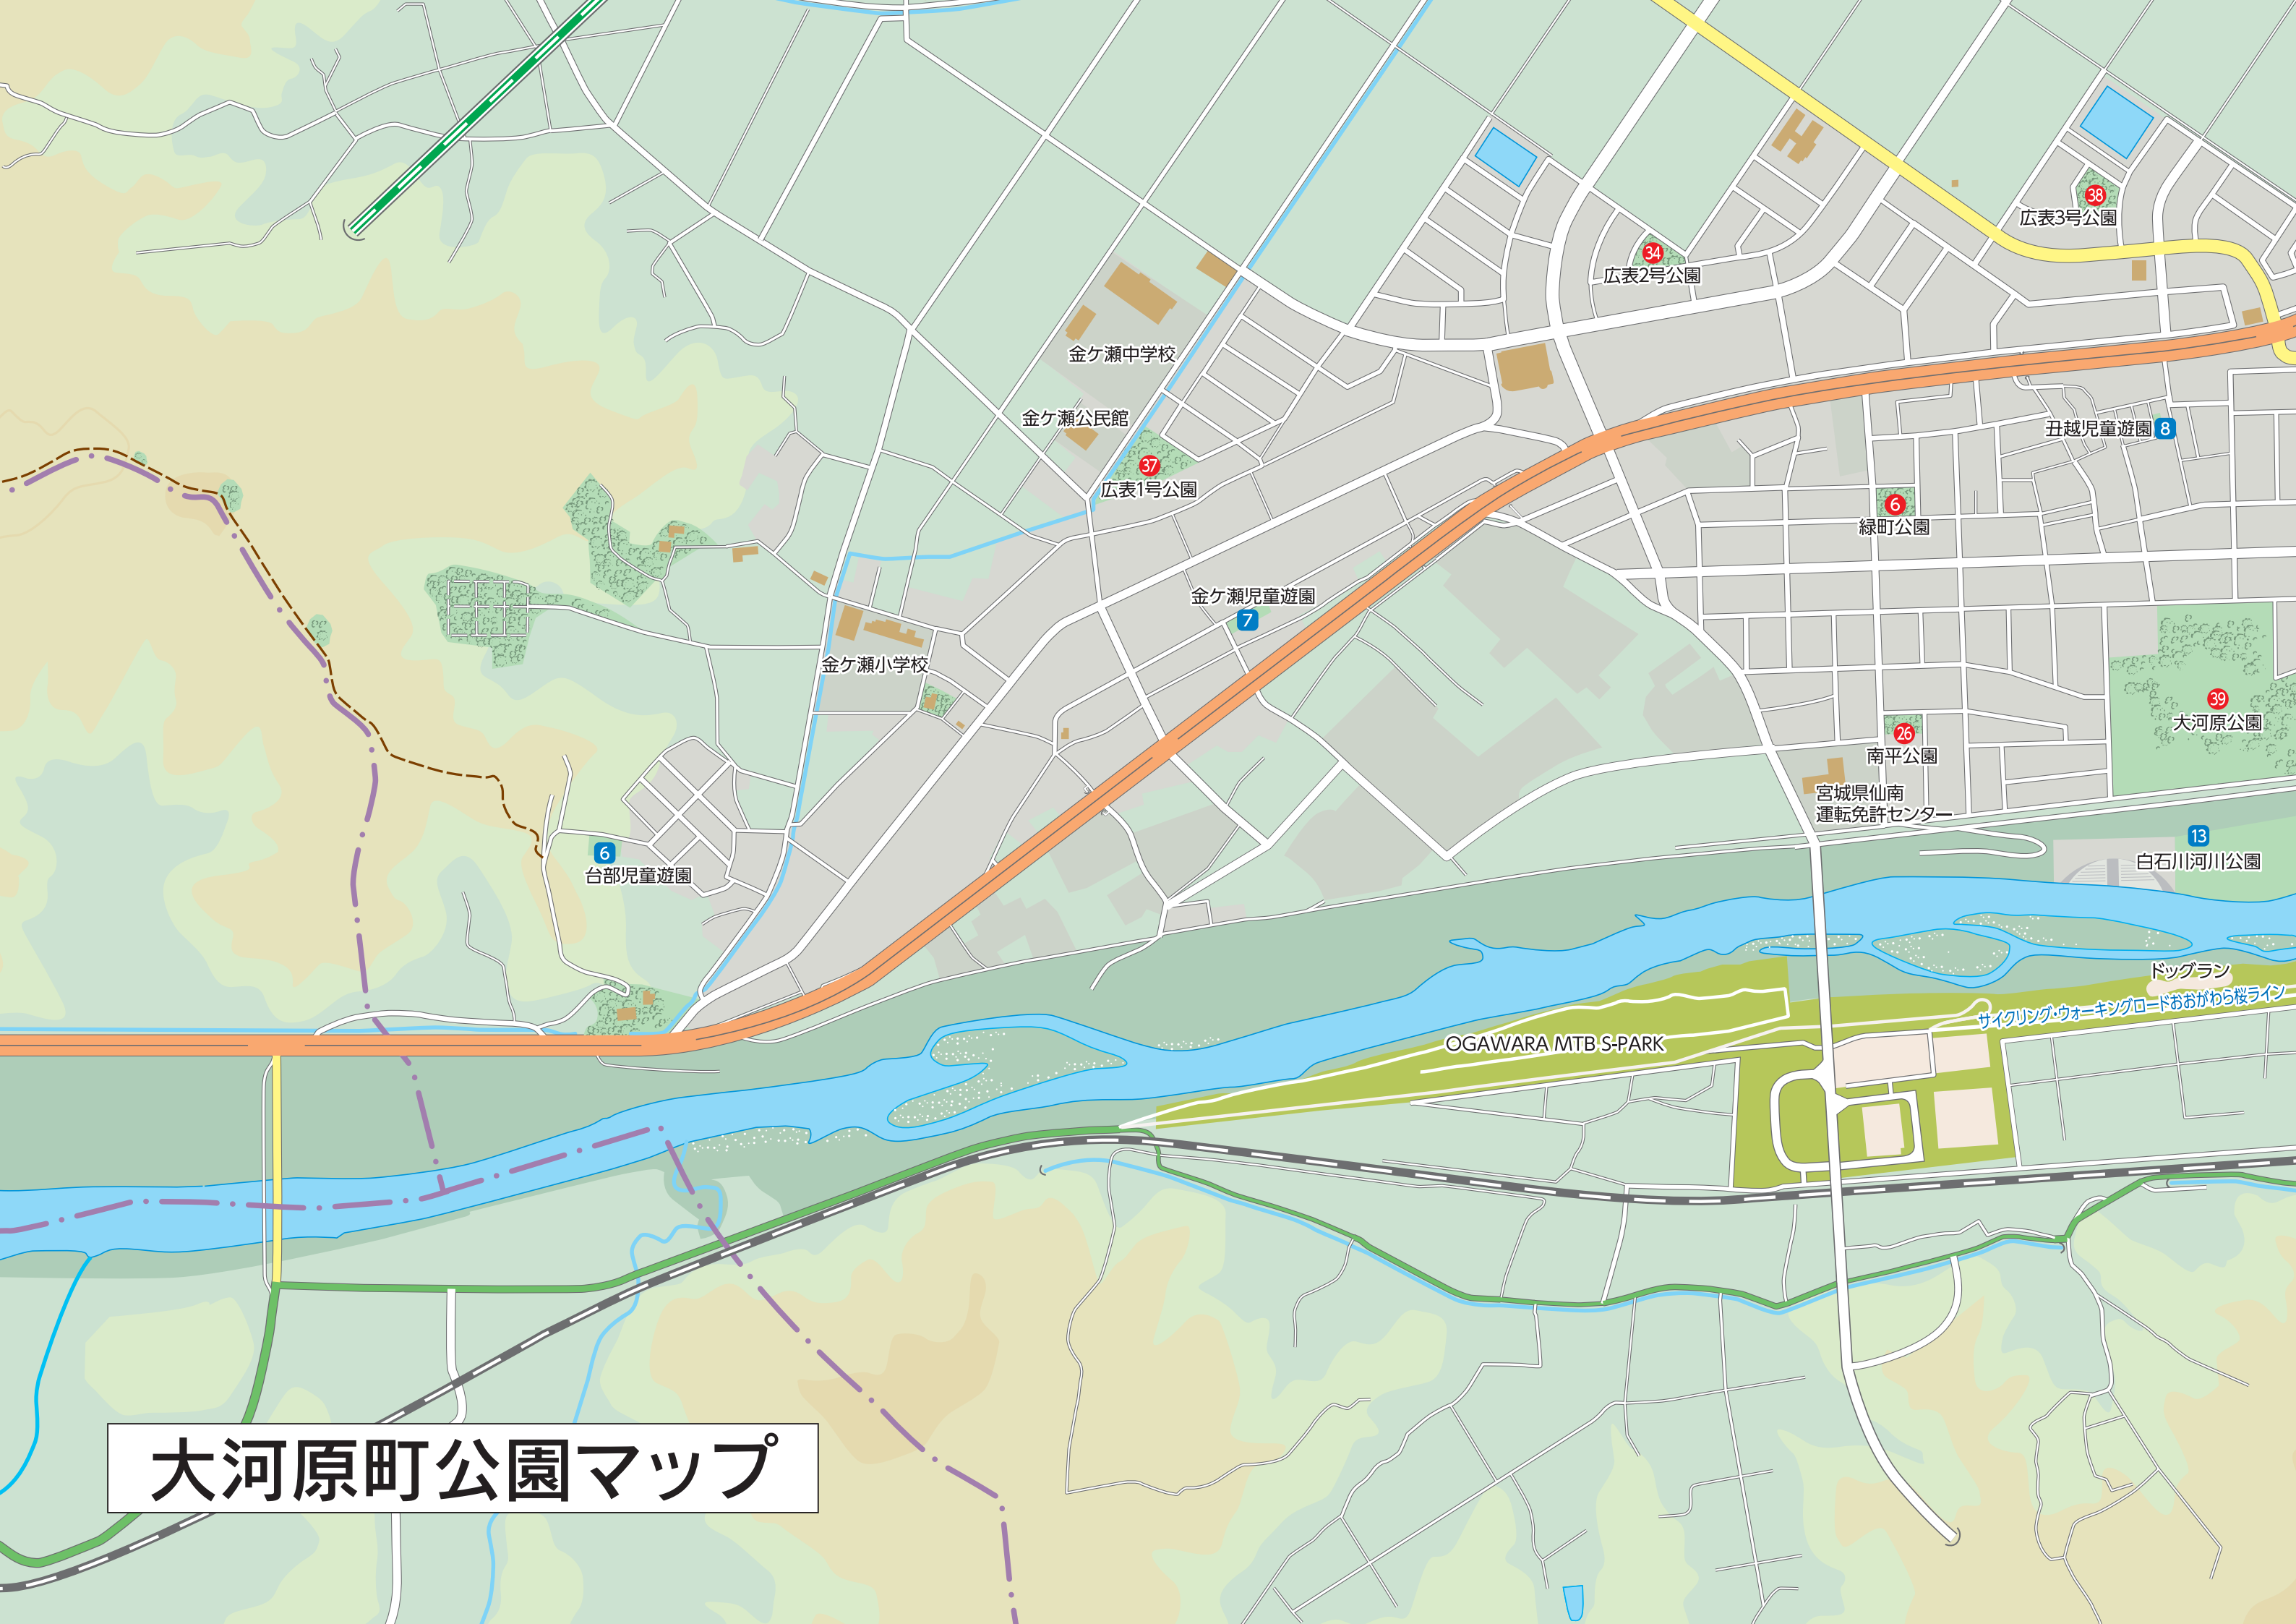 38
広表3号公園
34
広表2号公園
金ケ瀬中学校
金ケ瀬公民館
丑越児童遊園 8
37
広表1号公園
6
緑町公園
金ケ瀬児童遊園
7
金ケ瀬小学校
39
大河原公園
26
南平公園
宮城県仙南
運転免許センター
13
白石川河川公園
6
台部児童遊園
ドッグラン
サイクリング・ウォーキングロードおおがわら桜ライン
OGAWARA MTB S-PARK
大河原町公園マップ